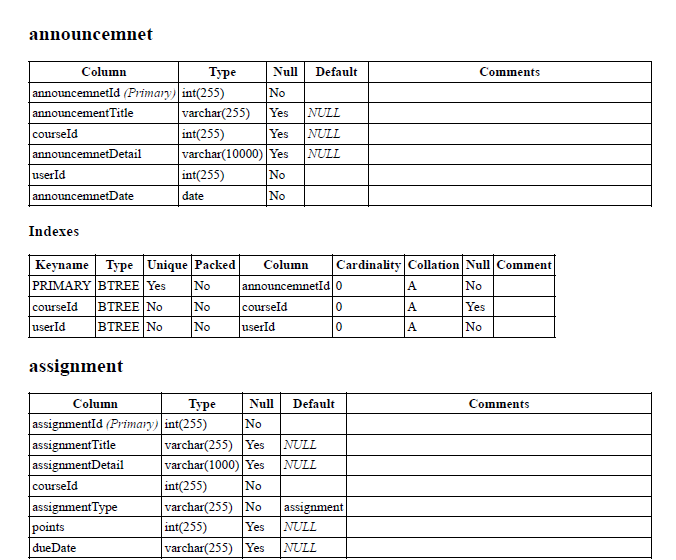 announcemnet
Column Type Null Default Comments
announcemnetId (Primary) int(255) No
announcementTitle varchar(255) Yes NULL
courseId int(255) Yes NULL
announcemnetDetail varchar(10000) Yes NULL
userId int(255) No
announcemnetDate date No
Indexes
Keyname Type Unique Packed Column Cardinality Collation Null Comment
PRIMARY BTREE Yes No announcemnetId 0 A No
courseId BTREE No No courseId 0 A Yes
userId BTREE No No userId 0 A No
assignment
Column Type Null Default Comments
assignmentId (Primary) int(255) No
assignmentTitle varchar(255) Yes NULL
assignmentDetail varchar(1000) Yes NULL
courseId int(255) No
assignmentType varchar(255) No assignment
points int(255) Yes NULL
dueDate varchar(255) Yes NULL